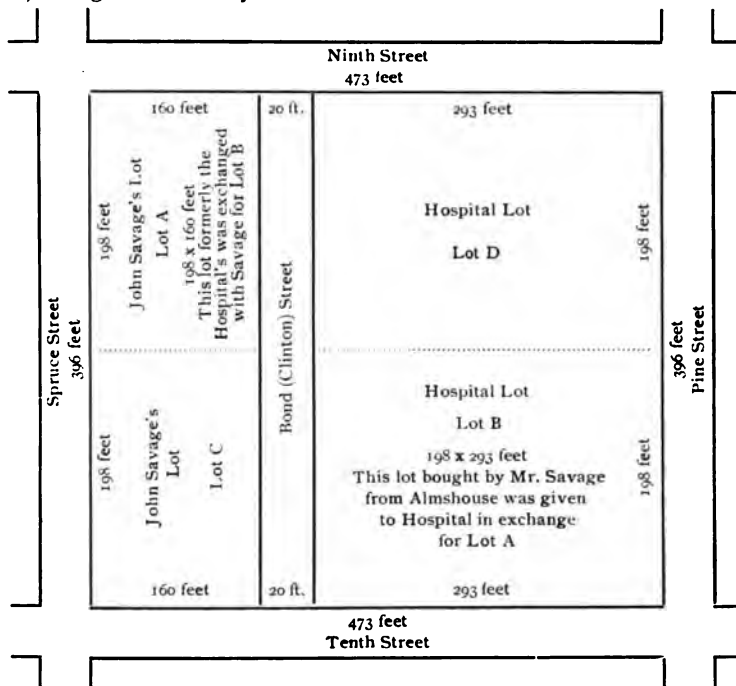 Ninth Street
473 feet
160 feet
20 ft.
293 feet
198 feet
John Savage's Lot
Lot A
198 x 160 feet
This lot formerly the
Hospital's was exchanged
with Savage for Lot B
Hospital Lot
Lot D
198 feet
Spruce Street
396 feet
Bond (Clinton) Street
396 feet
Pine Street
198 feet
John Savage's
Lot
Lot C
Hospital Lot
Lot B
198 x 293 feet
This lot bought by Mr. Savage
from Almshouse was given
to Hospital in exchange
for Lot A
198 feet
160 feet
20 ft.
293 feet
473 feet
Tenth Street